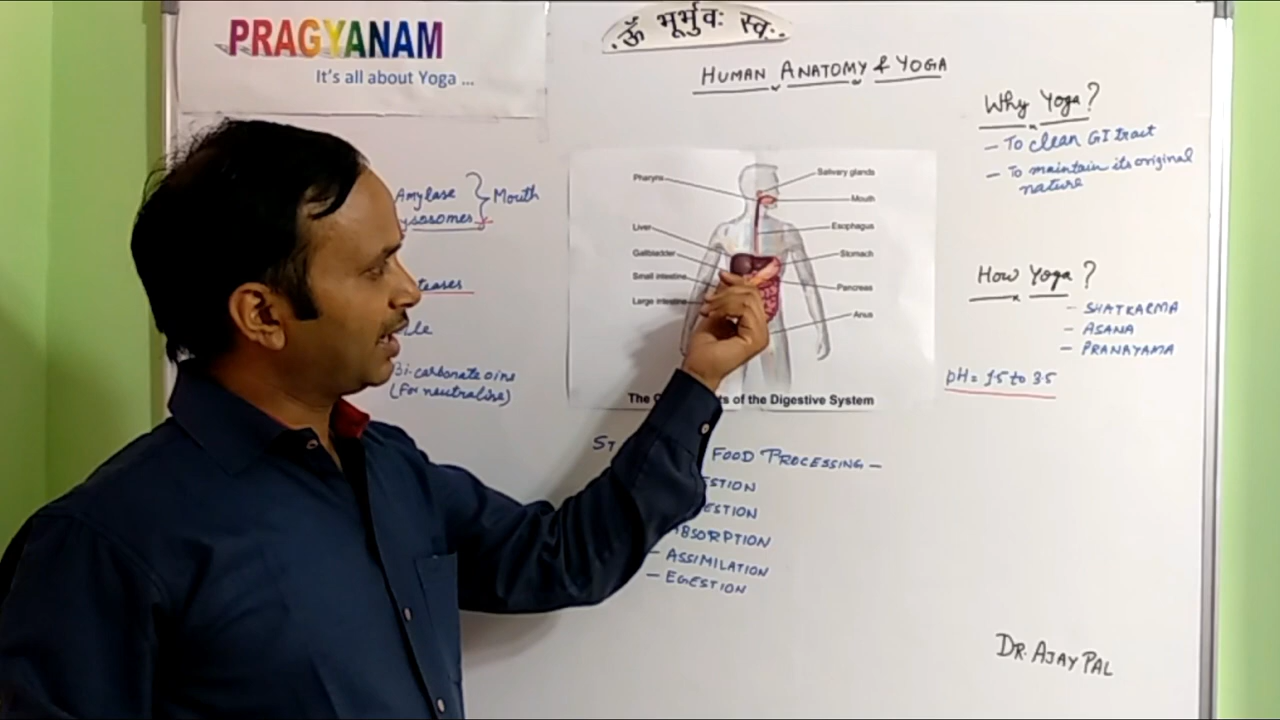 PRAGYANAM
It's all about Yoga ...
ॐ भूर्भुवः स्वः
HUMAN ANATOMY & YOGA
Why Yoga?
- To clean GI tract
- To maintain its original
nature
Amylase
Mouth
Pharynx
Liver
Gallbladder
Small intestine
Large intestine
Salivary glands
Mouth
Esophagus
Stomach
Pancreas
Anus
of the Digestive System
How Yoga?
- SHATKARMA
- ASANA
- PRANAYAMA
pH = 1.5 to 3.5
(For neutralise)
FOOD PROCESSING -
- ASSIMILATION
- EGESTION
DR. AJAY PAL